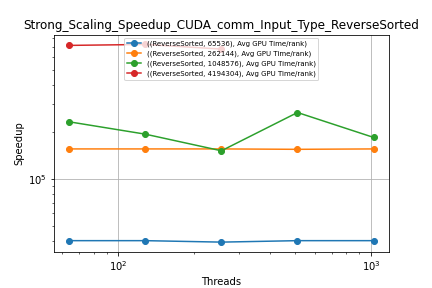 Strong_Scaling_Speedup_CUDA_comm_Input_Type_ReverseSorted
((ReverseSorted, 65536), Avg GPU Time/rank)
((ReverseSorted, 262144), Avg GPU Time/rank)
((ReverseSorted, 1048576), Avg GPU Time/rank)
((ReverseSorted, 4194304), Avg GPU Time/rank)
Speedup
10^5
10^2
10^3
Threads